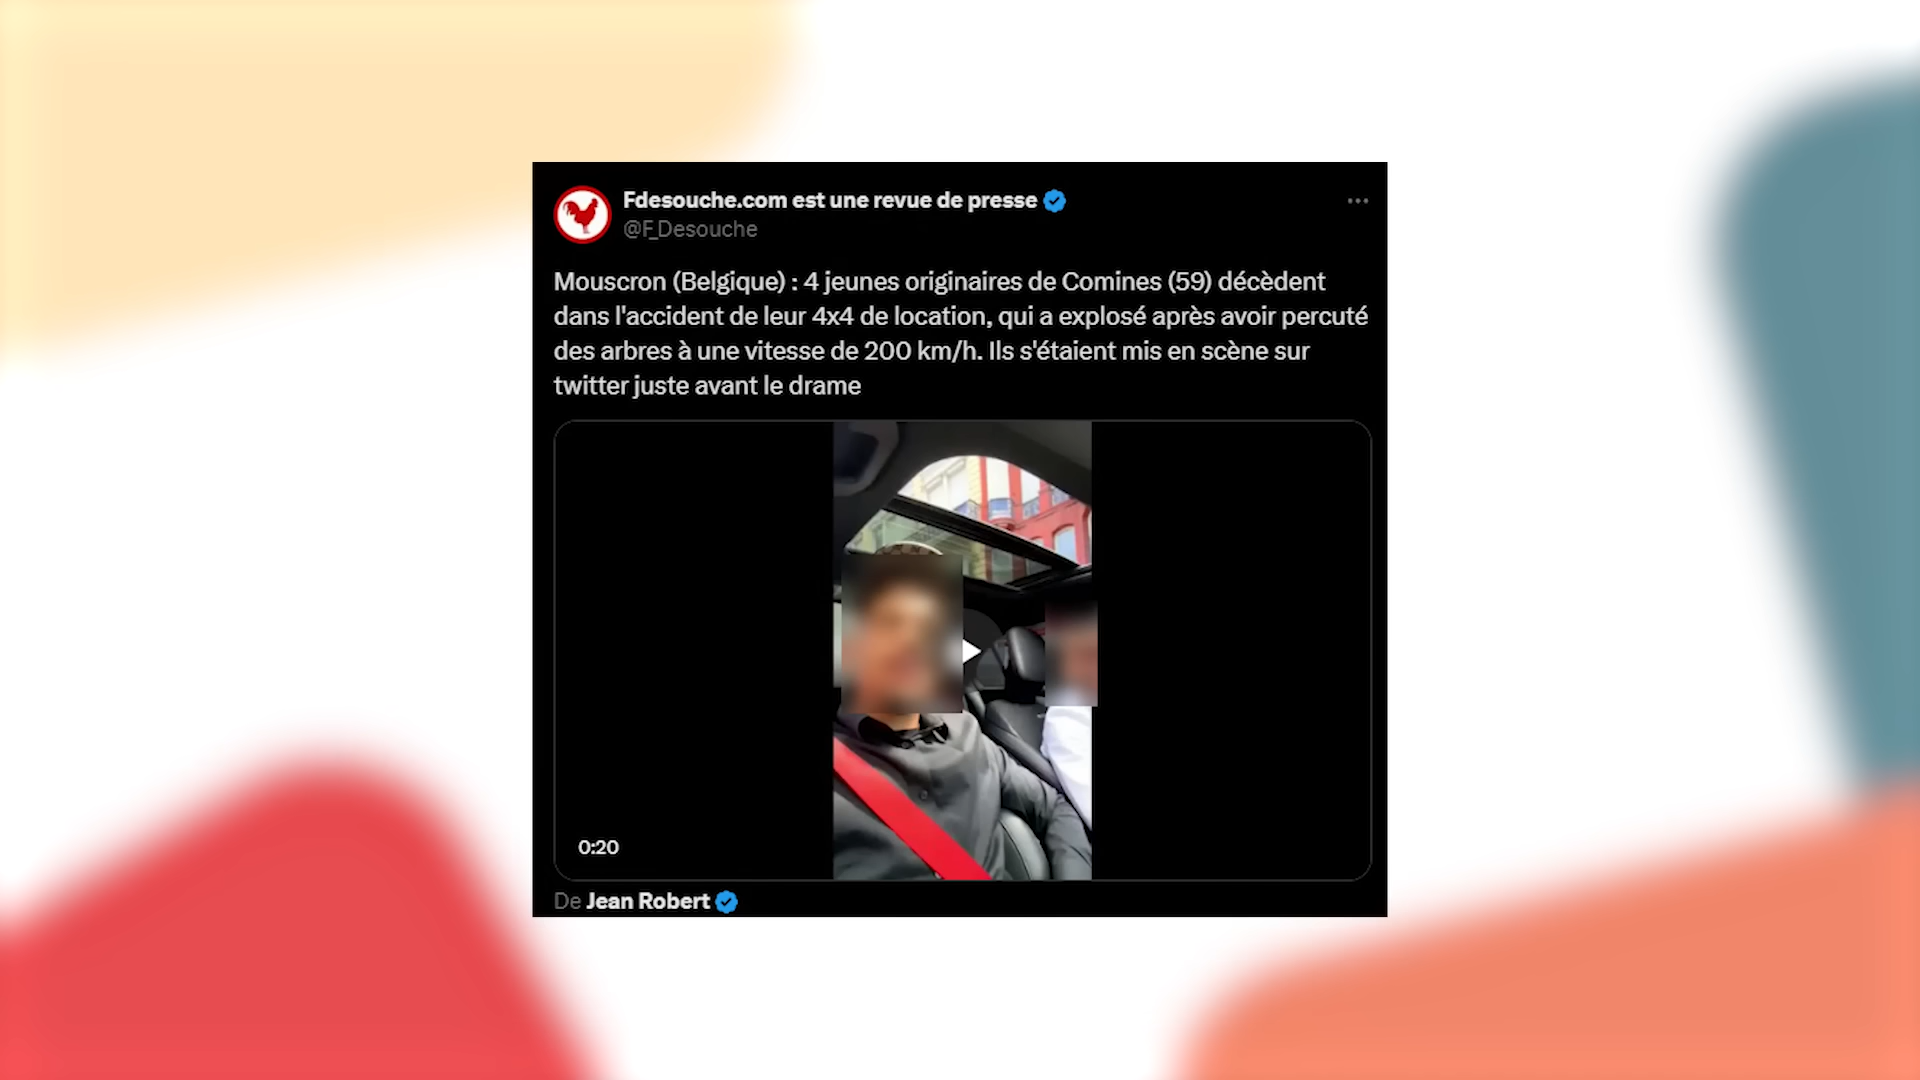 Fdesouche.com est une revue de presse
@F_Desouche
Mouscron (Belgique) : 4 jeunes originaires de Comines (59) décèdent
dans l'accident de leur 4x4 de location, qui a explosé après avoir percuté
des arbres à une vitesse de 200 km/h. Ils s'étaient mis en scène sur
twitter juste avant le drame
0:20
De Jean Robert